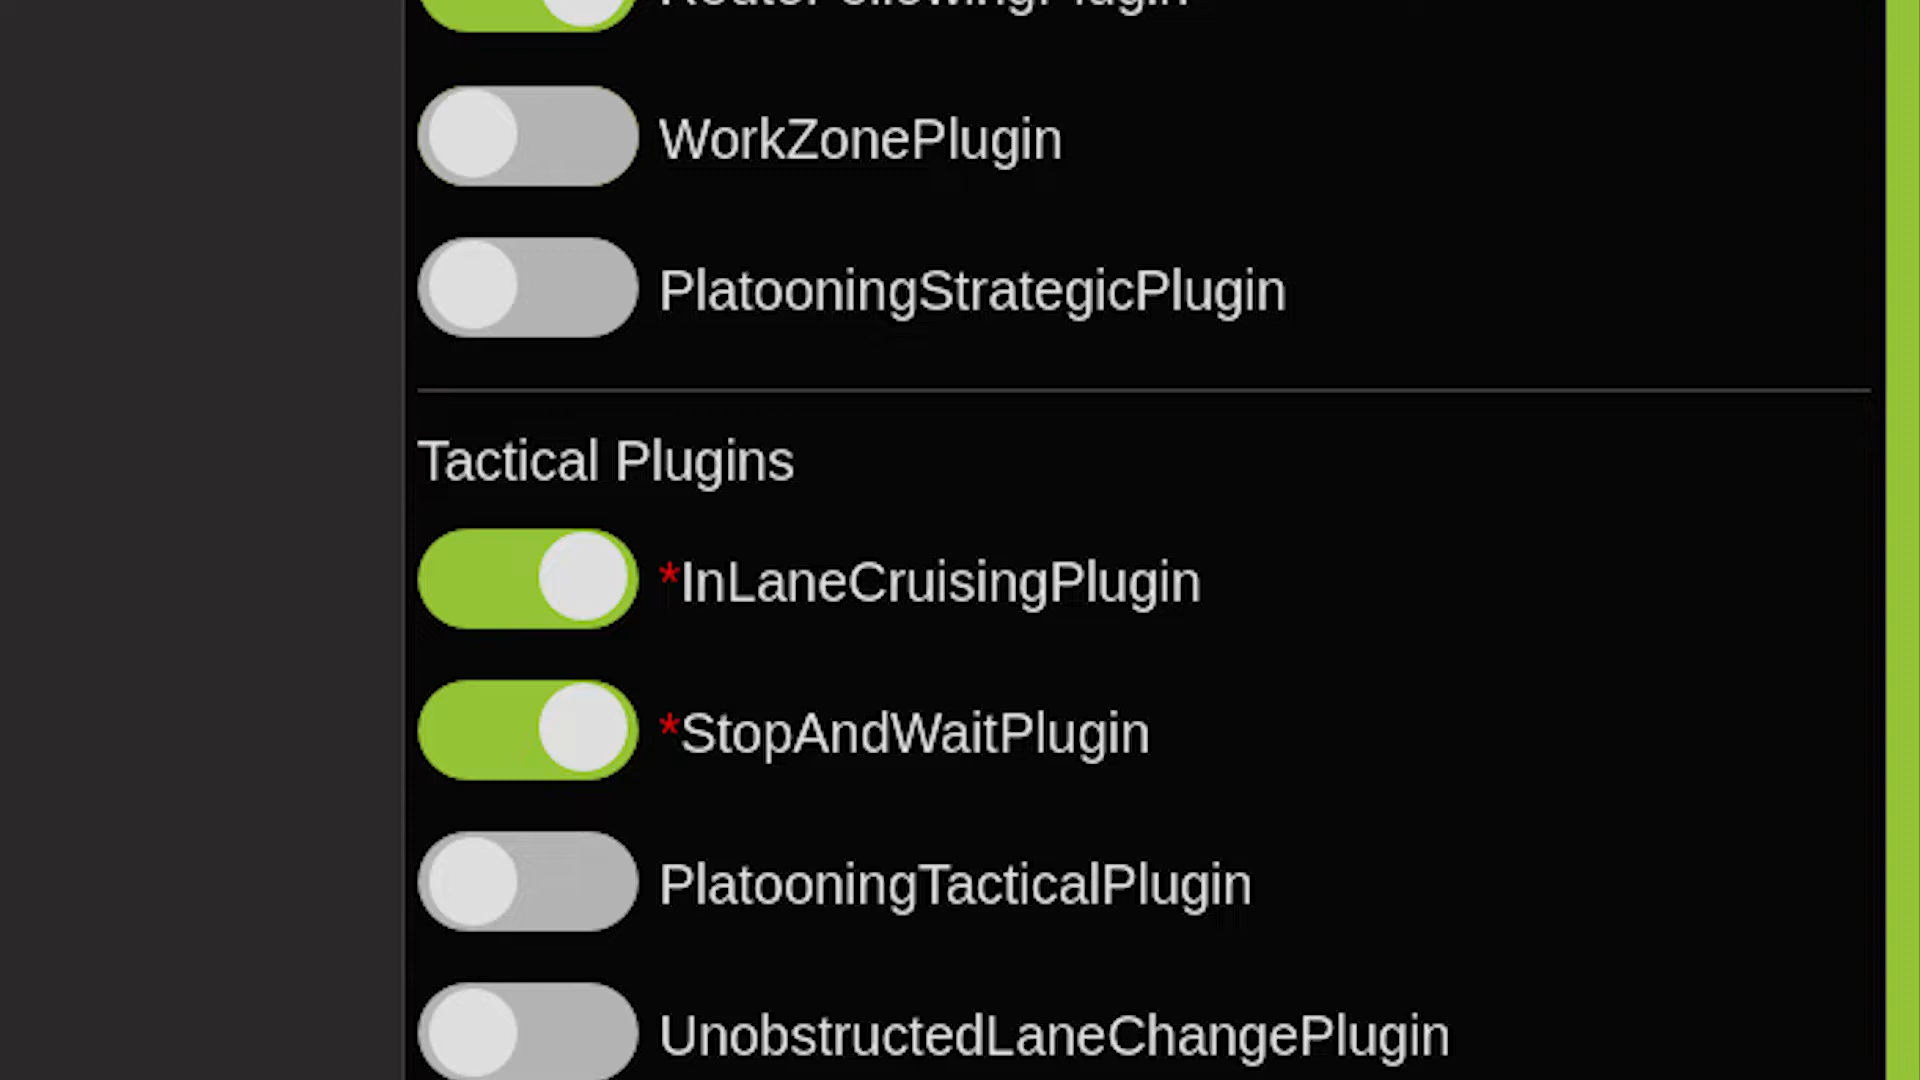 WorkZonePlugin
PlatooningStrategicPlugin
Tactical Plugins
*InLaneCruisingPlugin
*StopAndWaitPlugin
PlatooningTacticalPlugin
UnobstructedLaneChangePlugin